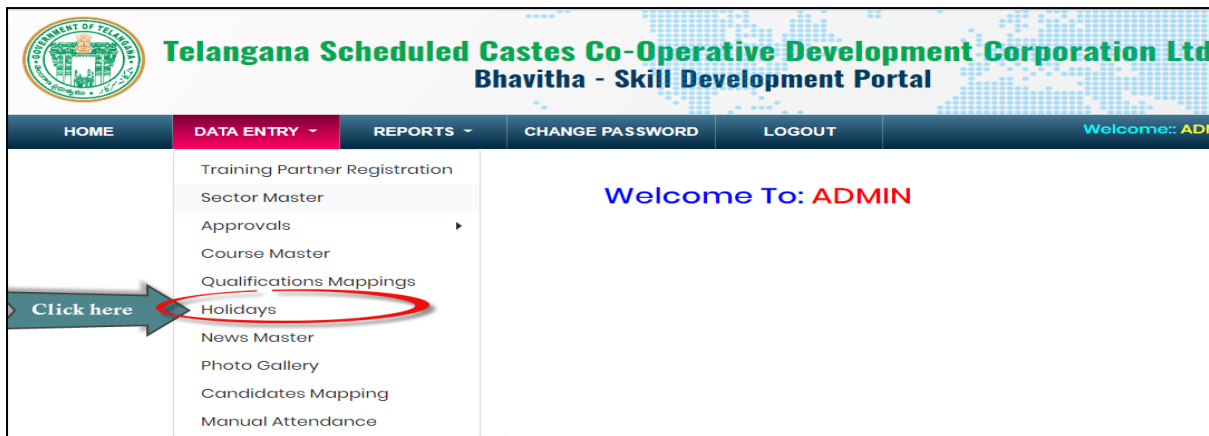 Telangana Scheduled Castes Co-Operative Development Corporation Ltd
Bhavitha - Skill Development Portal
HOME DATA ENTRY REPORTS CHANGE PASSWORD LOGOUT Welcome:: AD
Training Partner Registration
Sector Master
Welcome To: ADMIN
Approvals
Course Master
Qualifications Mappings
Click here
Holidays
News Master
Photo Gallery
Candidates Mapping
Manual Attendance